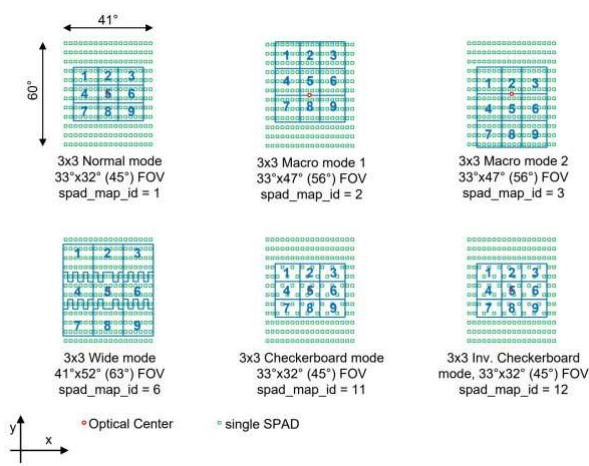 41°
60°
1 2 3
4 5 6
7 8 9
3x3 Normal mode
33°x32° (45°) FOV
spad_map_id = 1
1 2 3
4 5 6
7 8 9
3x3 Macro mode 1
33°x47° (56°) FOV
spad_map_id = 2
1 2 3
4 5 6
7 8 9
3x3 Macro mode 2
33°x47° (56°) FOV
spad_map_id = 3
1 2 3
4 5 6
7 8 9
3x3 Wide mode
41°x52° (63°) FOV
spad_map_id = 6
1 2 3
4 5 6
7 8 9
3x3 Checkerboard mode
33°x32° (45°) FOV
spad_map_id = 11
1 2 3
4 5 6
7 8 9
3x3 Inv. Checkerboard
mode, 33°x32° (45°) FOV
spad_map_id = 12
y
x
Optical Center
single SPAD